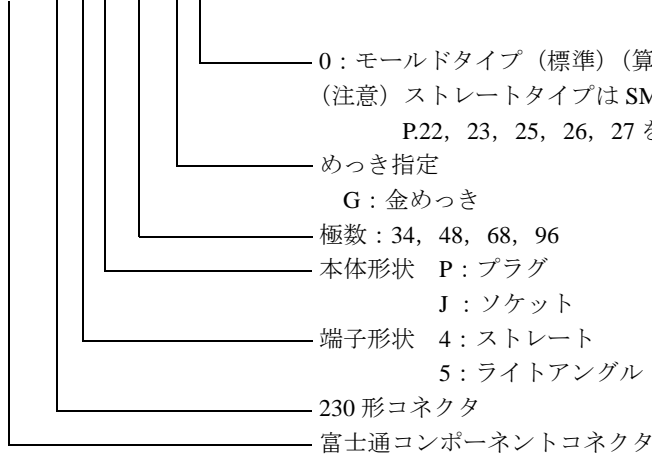 0：モールドタイプ（標準）（算
（注意）ストレートタイプは SM
P.22，23，25，26，27 を
めっき指定
G：金めっき
極数：34，48，68，96
本体形状　P：プラグ
J：ソケット
端子形状　4：ストレート
5：ライトアングル
230 形コネクタ
富士通コンポーネントコネクタ